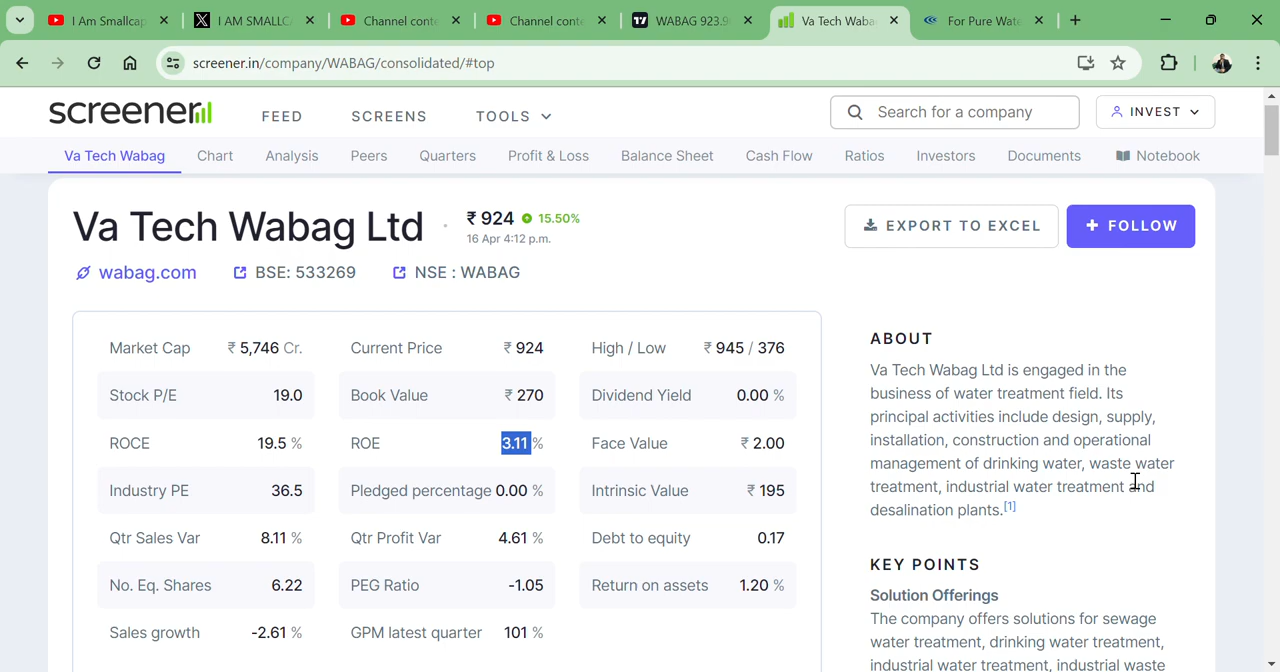 I Am Smallcap
I AM SMALLC
Channel conte
Channel conte
WABAG 923.9
Va Tech Waba
For Pure Wate
screener.in/company/WABAG/consolidated/#top
screener
FEED
SCREENS
TOOLS
Search for a company
INVEST
Va Tech Wabag
Chart
Analysis
Peers
Quarters
Profit & Loss
Balance Sheet
Cash Flow
Ratios
Investors
Documents
Notebook
Va Tech Wabag Ltd
₹ 924 15.50%
16 Apr 4:12 p.m.
EXPORT TO EXCEL
+ FOLLOW
wabag.com
BSE: 533269
NSE : WABAG
Market Cap ₹ 5,746 Cr.
Current Price ₹ 924
High / Low ₹ 945 / 376
Stock P/E 19.0
Book Value ₹ 270
Dividend Yield 0.00 %
ROCE 19.5 %
ROE 3.11 %
Face Value ₹ 2.00
Industry PE 36.5
Pledged percentage 0.00 %
Intrinsic Value ₹ 195
Qtr Sales Var 8.11 %
Qtr Profit Var 4.61 %
Debt to equity 0.17
No. Eq. Shares 6.22
PEG Ratio -1.05
Return on assets 1.20 %
Sales growth -2.61 %
GPM latest quarter 101 %
ABOUT
Va Tech Wabag Ltd is engaged in the
business of water treatment field. Its
principal activities include design, supply,
installation, construction and operational
management of drinking water, waste water
treatment, industrial water treatment and
desalination plants.[1]
KEY POINTS
Solution Offerings
The company offers solutions for sewage
water treatment, drinking water treatment,
industrial water treatment, industrial waste